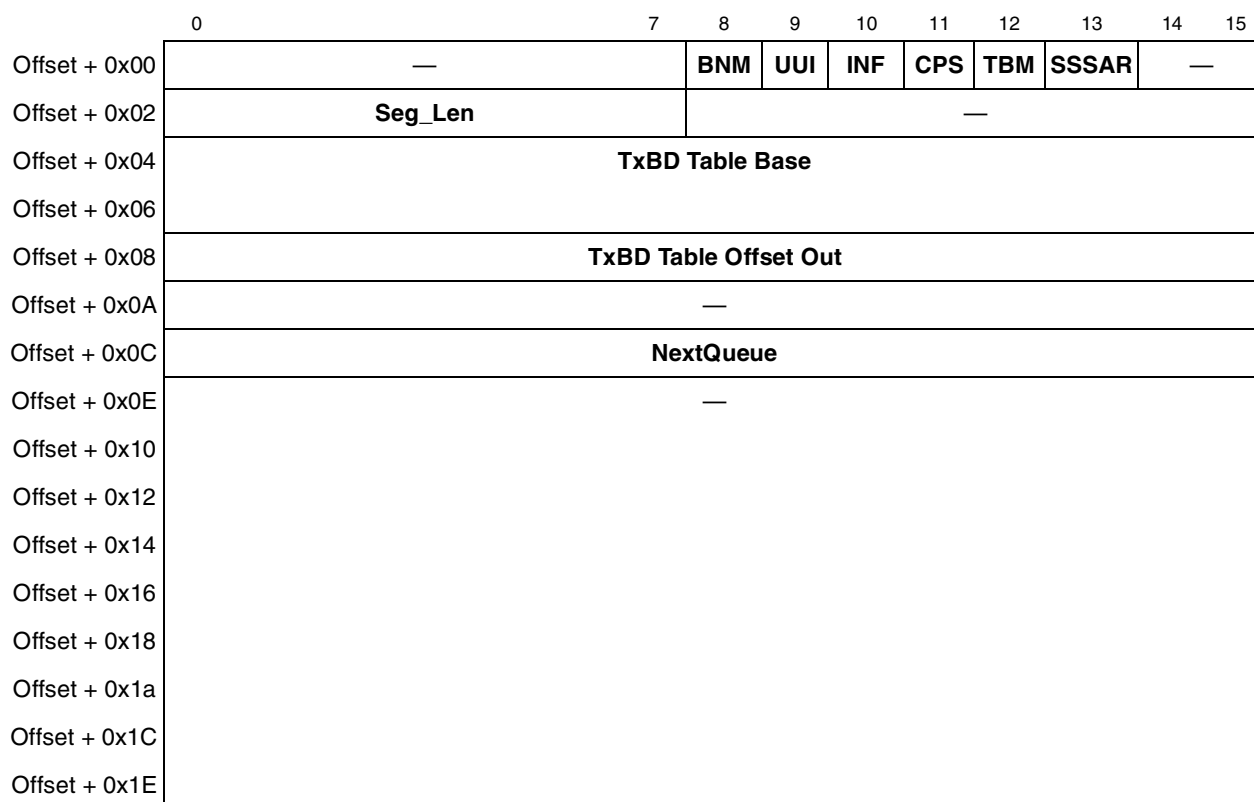 0 7 8 9 10 11 12 13 14 15
Offset + 0x00 — BNM UUI INF CPS TBM SSSAR —
Offset + 0x02 Seg_Len —
Offset + 0x04 TxBD Table Base
Offset + 0x06
Offset + 0x08 TxBD Table Offset Out
Offset + 0x0A —
Offset + 0x0C NextQueue
Offset + 0x0E —
Offset + 0x10
Offset + 0x12
Offset + 0x14
Offset + 0x16
Offset + 0x18
Offset + 0x1a
Offset + 0x1C
Offset + 0x1E